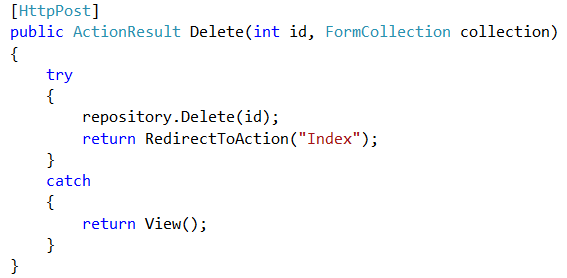 [HttpPost]
public ActionResult Delete(int id, FormCollection collection)
{
    try
    {
        repository.Delete(id);
        return RedirectToAction("Index");
    }
    catch
    {
        return View();
    }
}